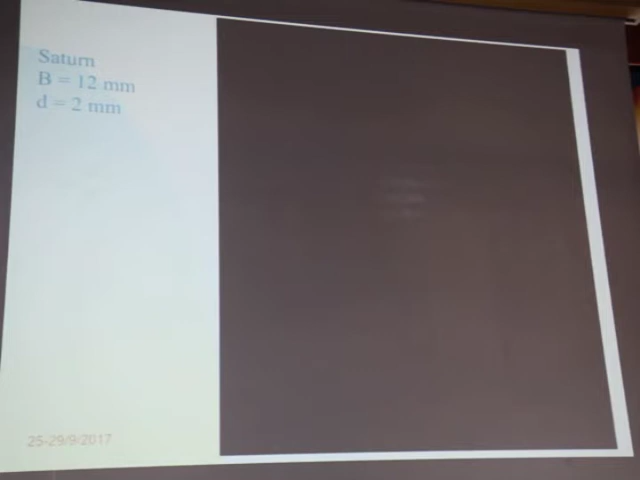 Saturn
B = 12 mm
d = 2 mm
25-29/9/2017